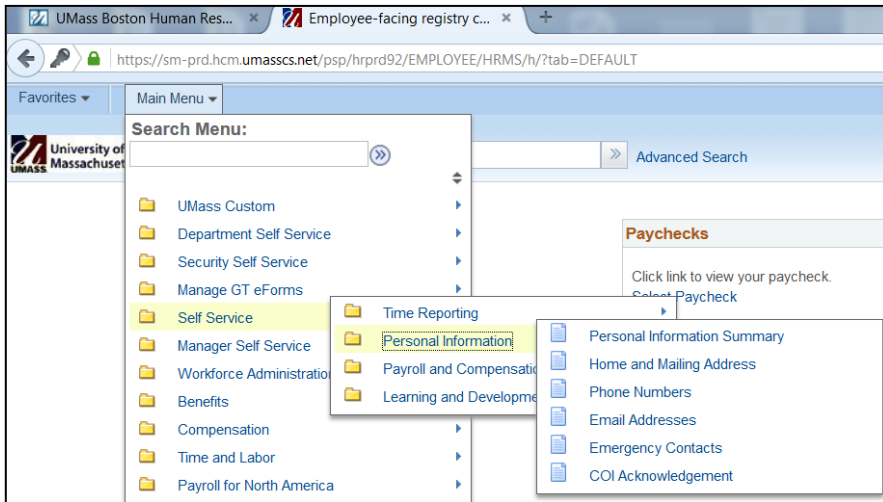 UMass Boston Human Res... × Employee-facing registry c... × +
https://sm-prd.hcm.umasscs.net/psp/hrprd92/EMPLOYEE/HRMS/h/?tab=DEFAULT
Favorites Main Menu
Search Menu:
University of
Massachuset
UMASS
Advanced Search
UMass Custom
Department Self Service
Security Self Service
Manage GT eForms
Self Service
Manager Self Service
Workforce Administration
Benefits
Compensation
Time and Labor
Payroll for North America
Time Reporting
Personal Information
Payroll and Compensatio
Learning and Developme
Personal Information Summary
Home and Mailing Address
Phone Numbers
Email Addresses
Emergency Contacts
COI Acknowledgement
Paychecks
Click link to view your paycheck.
Select Paycheck